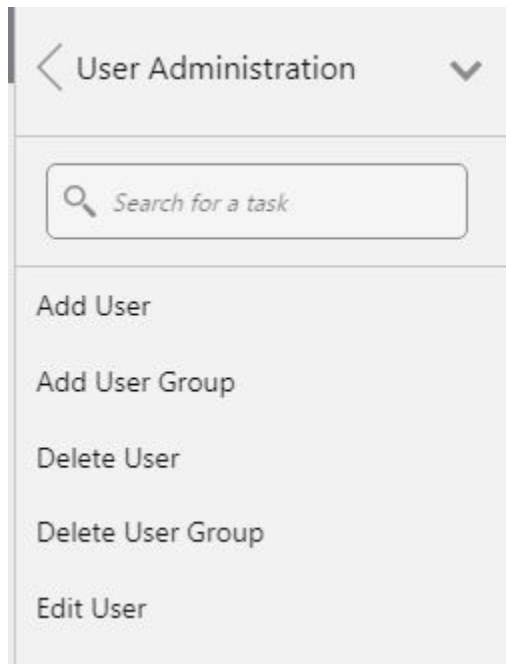 User Administration
Search for a task
Add User
Add User Group
Delete User
Delete User Group
Edit User